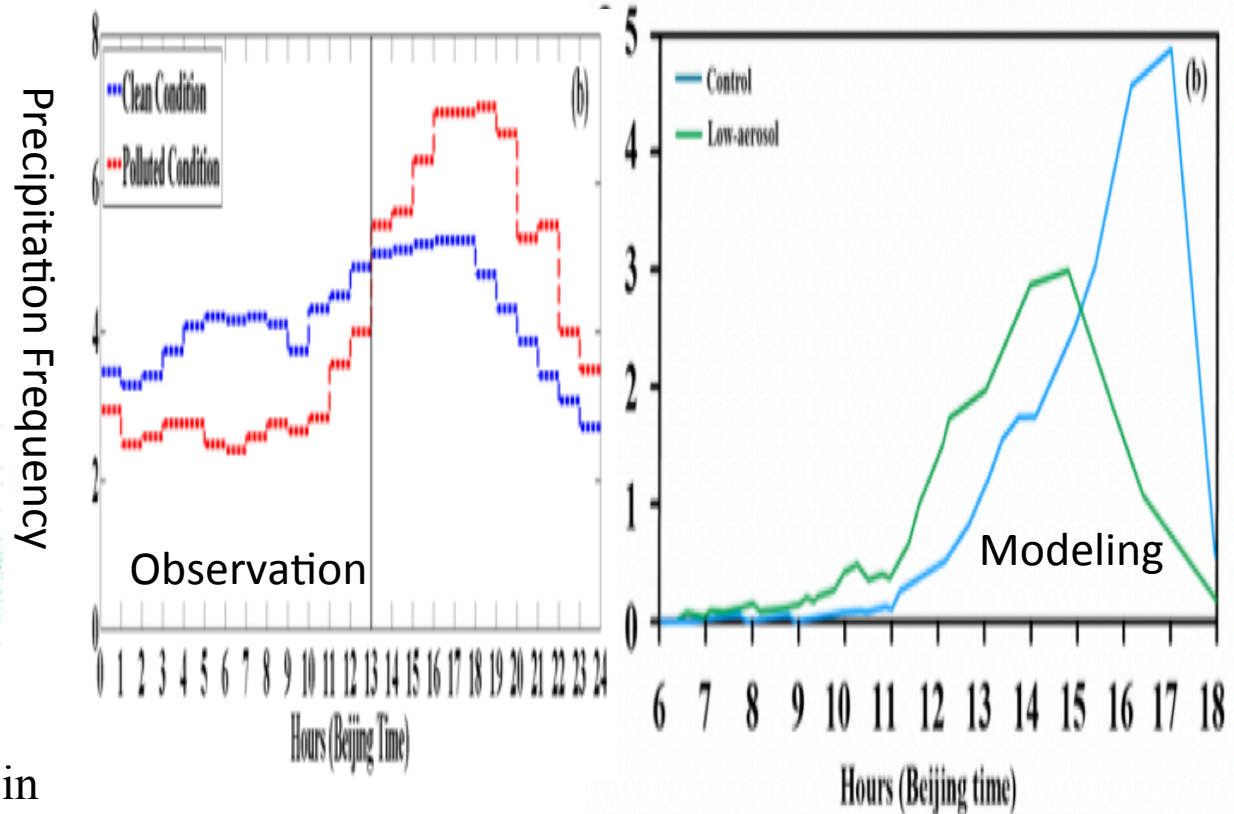 Precipitation Frequency
8
6
4
2
0
Clean Condition
Polluted Condition
(b)
Observation
0 1 2 3 4 5 6 7 8 9 10 11 12 13 14 15 16 17 18 19 20 21 22 23 24
Hours (Beijing Time)
in
5
4
3
2
1
0
Control
Low-aerosol
(b)
Modeling
6 7 8 9 10 11 12 13 14 15 16 17 18
Hours (Beijing time)